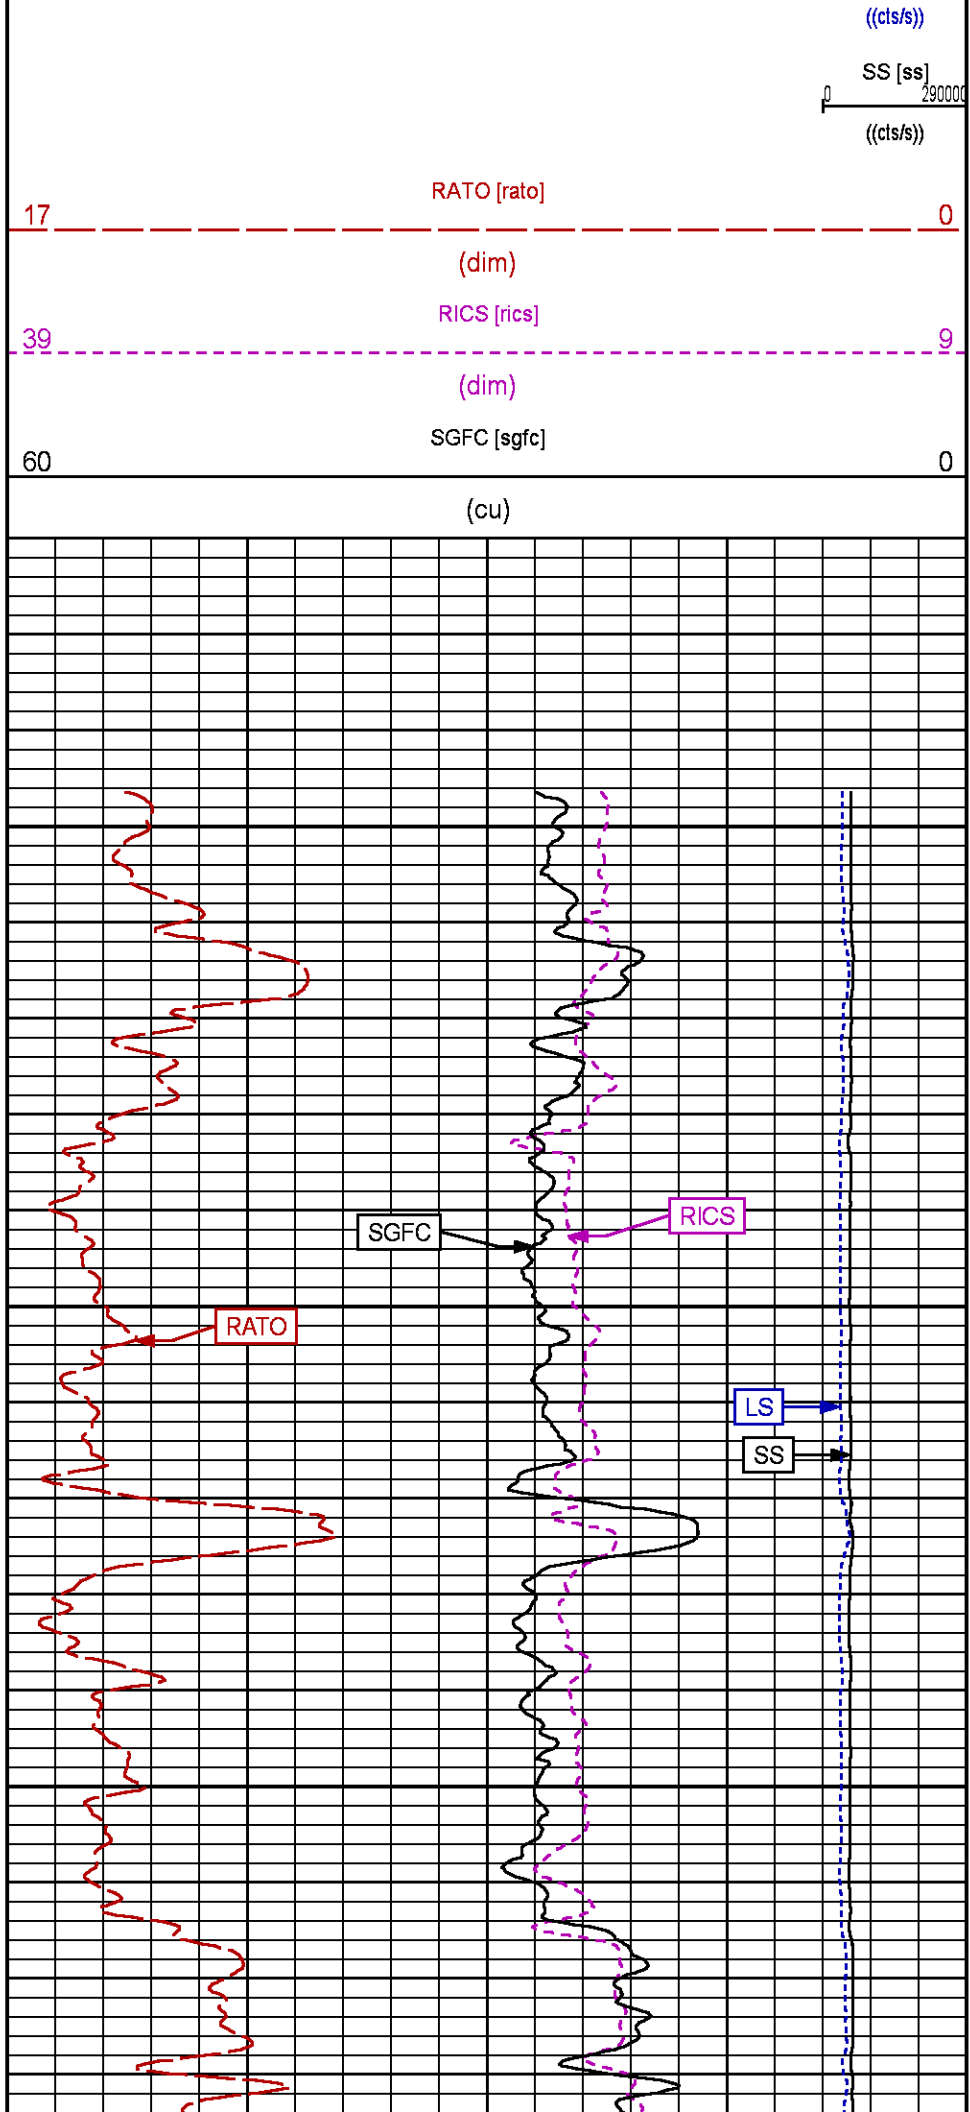 ((cts/s))
SS [ss]
0 290000
((cts/s))
RATO [rato]
17 0
(dim)
RICS [rics]
39 9
(dim)
SGFC [sgfc]
60 0
(cu)
RICS
SGFC
RATO
LS
SS